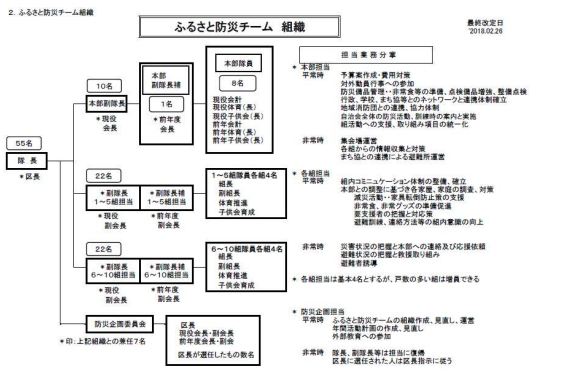 2. ふるさと防災チーム組織
ふるさと防災チーム 組織
最終改定日
'2018.02.26
55名
隊 長
*区長
10名
本部副隊長
*現役
会長
本部
副隊長補
1名
*前年度
会長
本部隊員
8名
現役会計
現役体育(長)
現役子供会(長)
前年会計
前年体育(長)
前年子供会(長)
22名
*副隊長
1~5組担当
*副隊長補
1~5組担当
*現役
副会長
*前年度
副会長
1~5組隊員各組4名
組長
副組長
体育推進
子供会育成
22名
*副隊長
6~10組担当
*副隊長補
6~10組担当
*現役
副会長
*前年度
副会長
6~10組隊員各組4名
組長
副組長
体育推進
子供会育成
防災企画委員会
*印:上記組織との兼任7名
区長
現役会長・副会長
前年度会長・副会
区長が選任したもの数名
担 当 業 務 分 掌
* 本部担当
平常時 予算案作成・費用対策
対外動員行事への参加
防災備品管理・・非常食等の準備、点検備品増強、整備点検
行政、学校、まち協等とのネットワークと連携体制確立
地域消防団との連携、協力体制
自治会全体の防災活動、訓練時の案内と実施
組活動への支援、取り組み項目の統一化
非常時 集会場運営
各組からの情報収集と対策
まち協との連携による避難所運営
* 各組担当
平常時 組内コミュニケーション体制の整備、確立
本部との調整に基づき各家屋、家庭の調査、対策
減災活動・・家具転倒防止策の支援
非常食、非常グッズの準備促進
要支援者の把握と対応策
避難訓練、連絡方法等の組内意識の向上
非常時 災害状況の把握と本部への連絡及び応援依頼
避難状況の把握と救援取り組み
避難者誘導
* 各組担当は基本4名とするが、戸数の多い組は増員できる
* 防災企画担当
平常時 ふるさと防災チームの組織作成、見直し、運営
年間活動計画の作成、見直し
外部教育への参加
非常時 隊長、副隊長等は担当に復帰
区長に選任された人は区長指示に従う